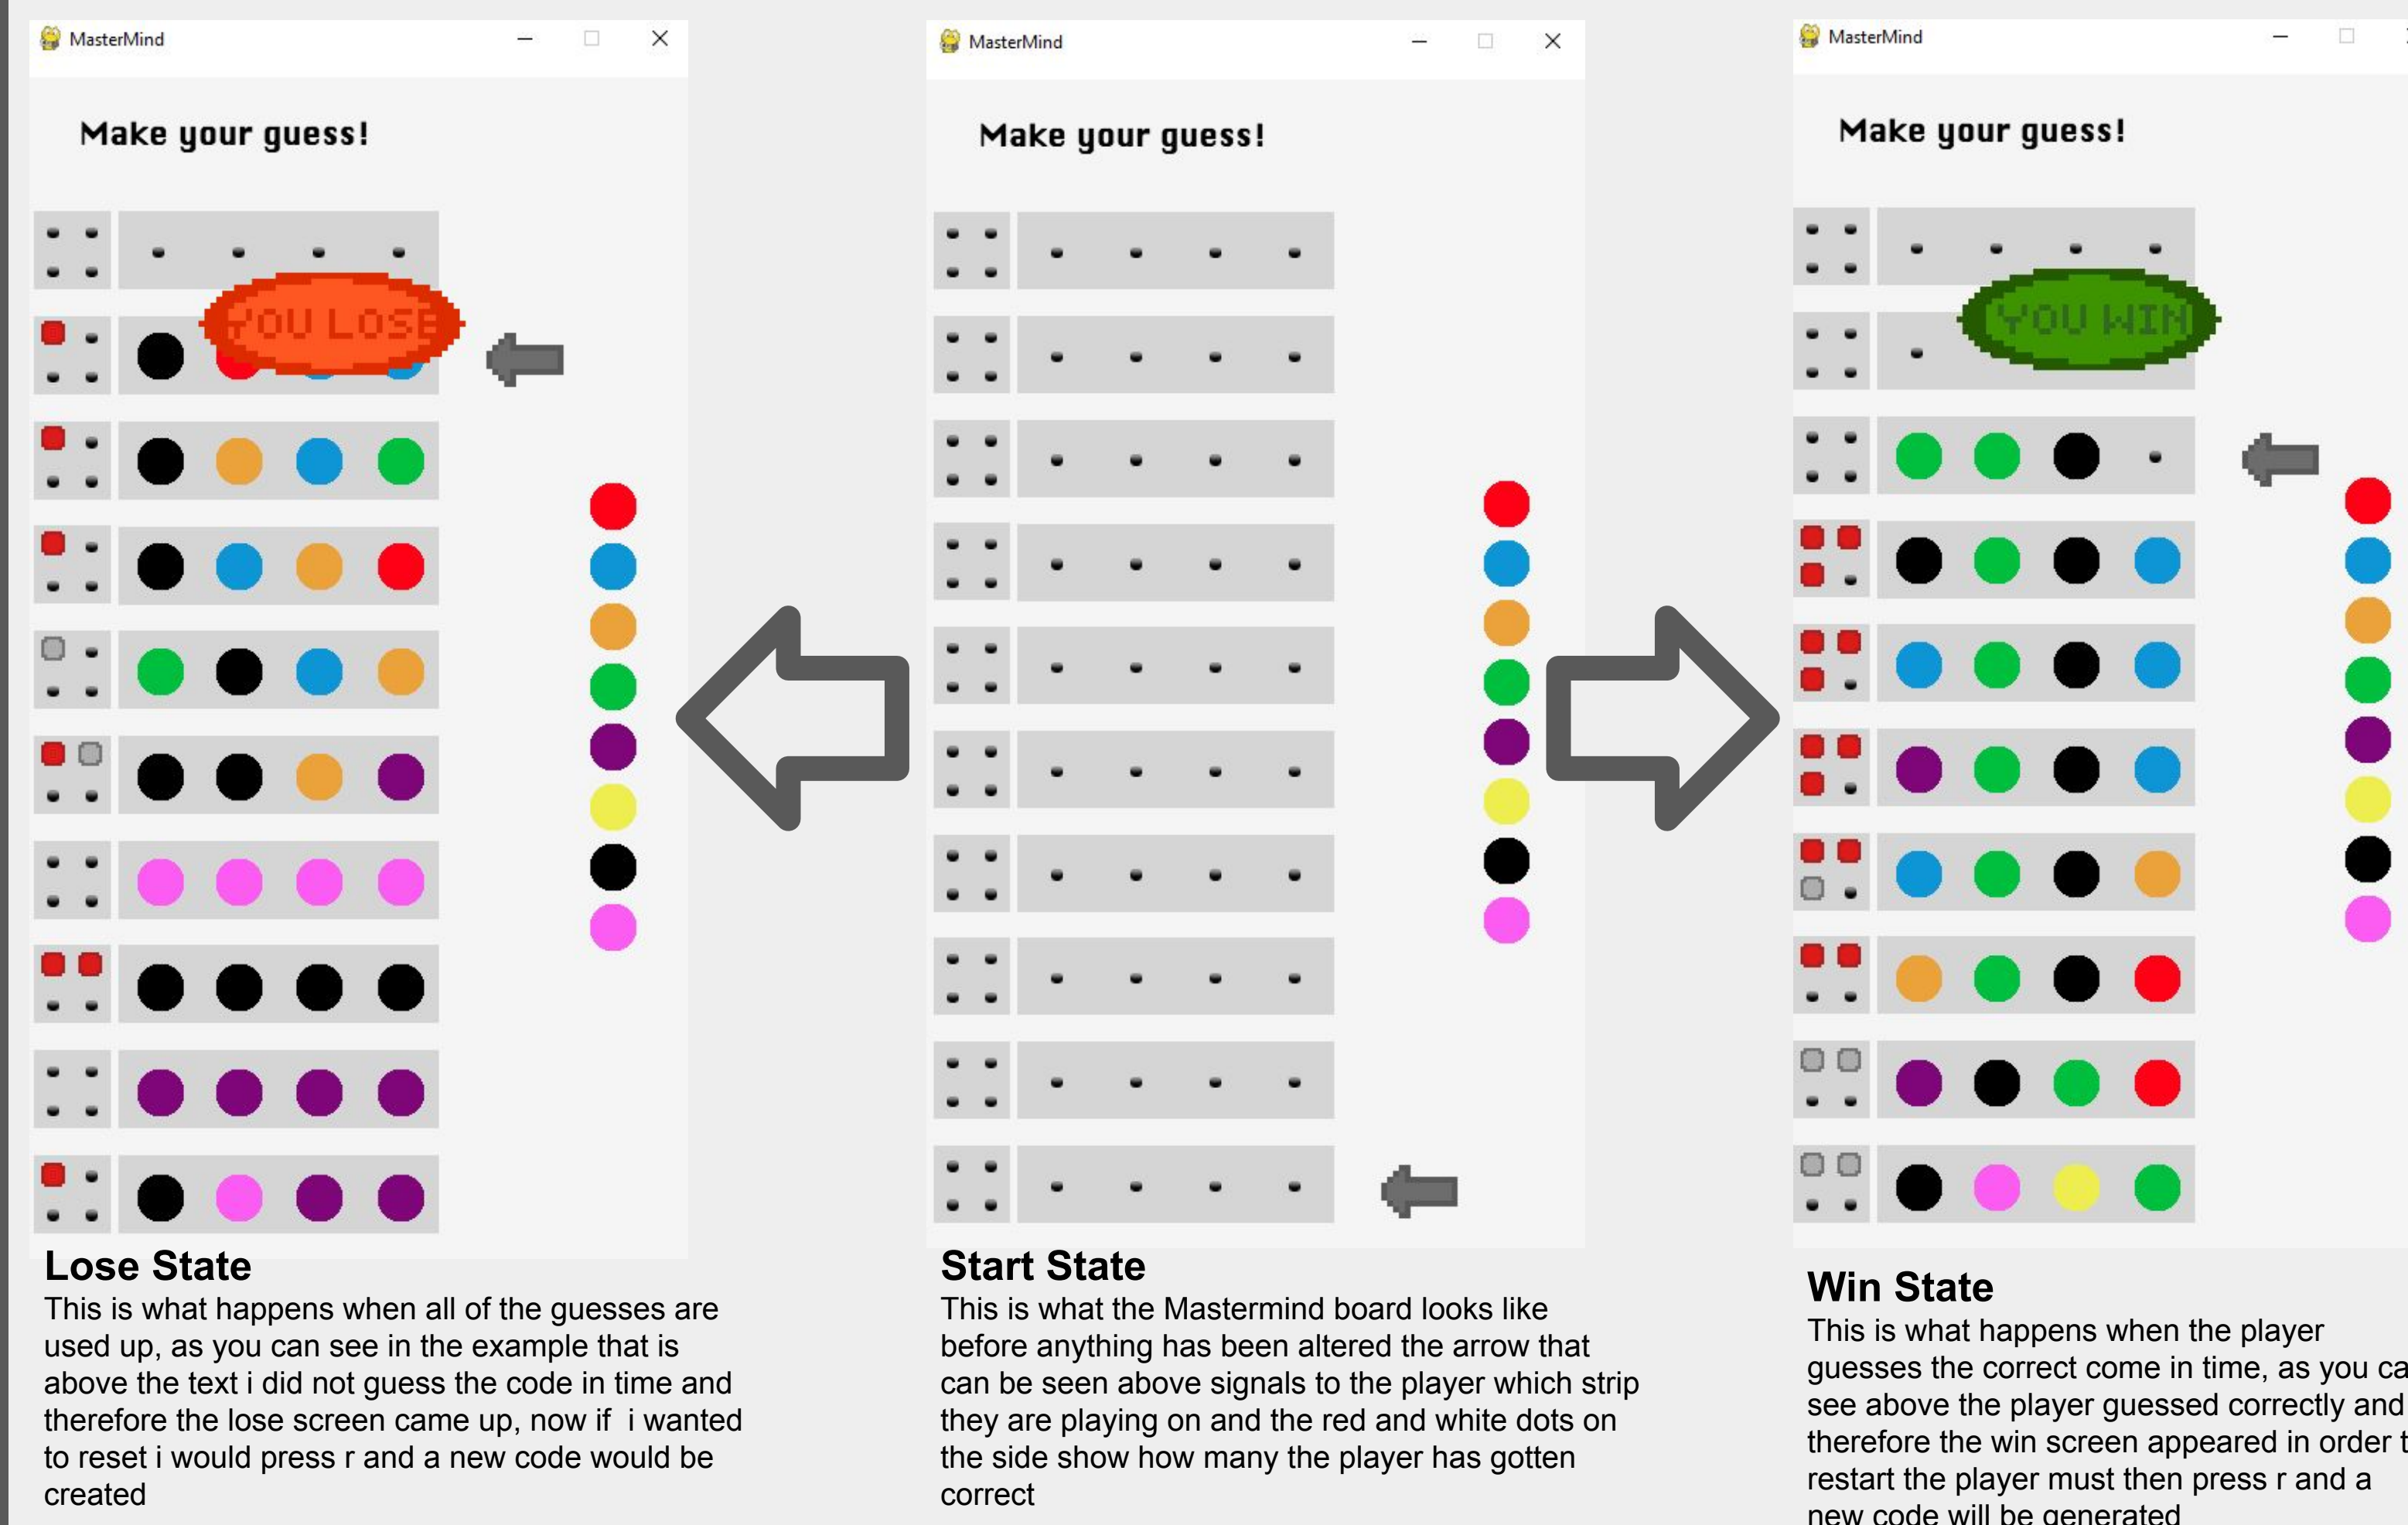 MasterMind
Make your guess!
YOU LOSE
Lose State
This is what happens when all of the guesses are
used up, as you can see in the example that is
above the text i did not guess the code in time and
therefore the lose screen came up, now if i wanted
to reset i would press r and a new code would be
created
MasterMind
Make your guess!
Start State
This is what the Mastermind board looks like
before anything has been altered the arrow that
can be seen above signals to the player which strip
they are playing on and the red and white dots on
the side show how many the player has gotten
correct
MasterMind
Make your guess!
YOU WIN
Win State
This is what happens when the player
guesses the correct come in time, as you ca
see above the player guessed correctly and
therefore the win screen appeared in order t
restart the player must then press r and a
new code will be generated